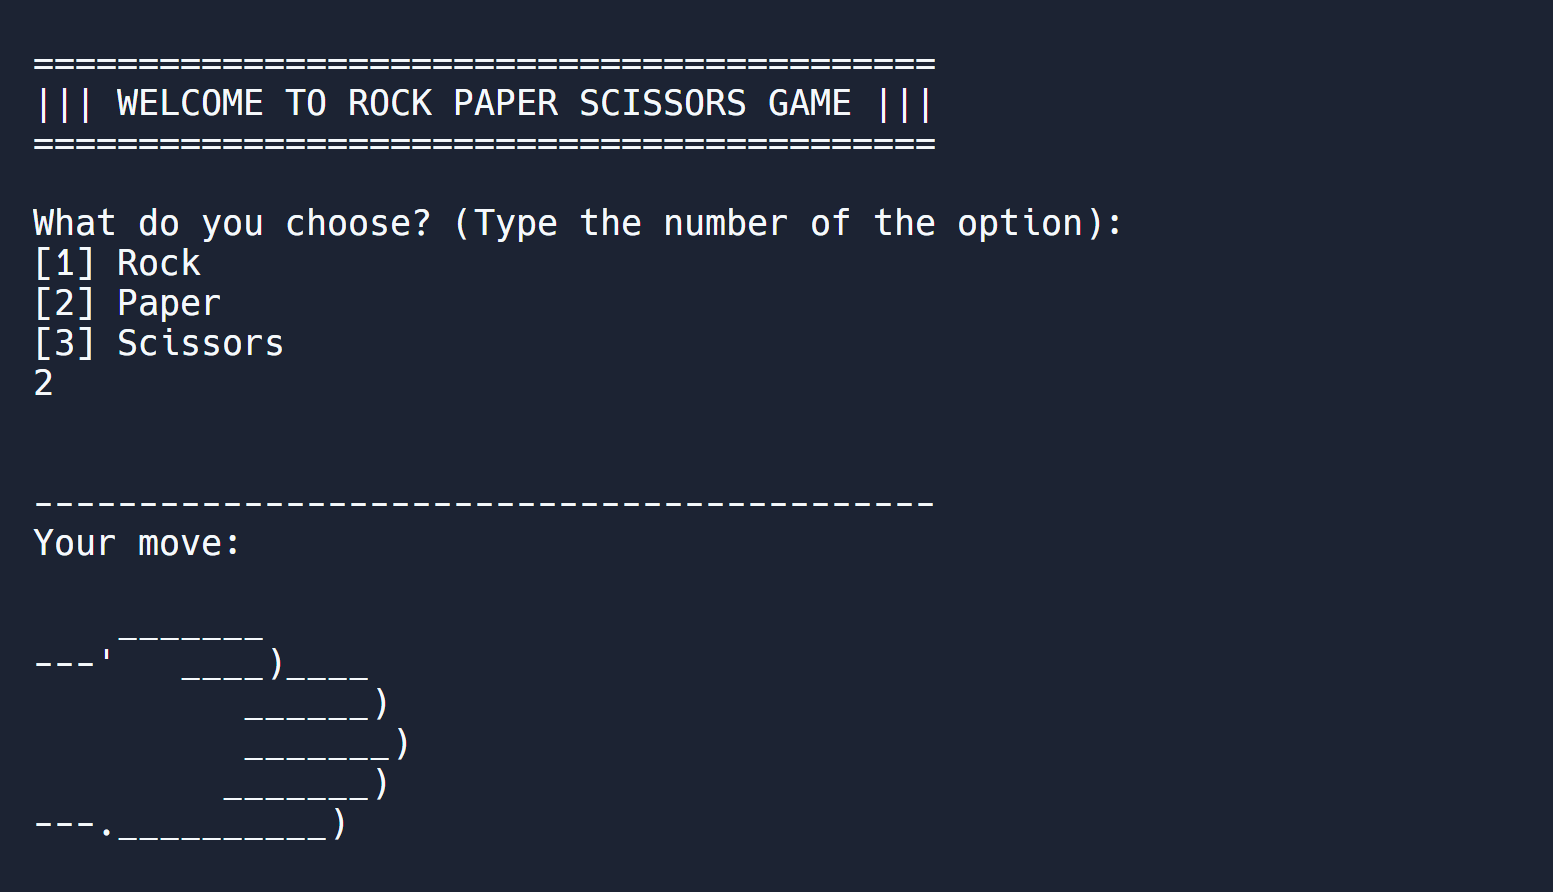 ===========================================
||| WELCOME TO ROCK PAPER SCISSORS GAME |||
===========================================
What do you choose? (Type the number of the option):
[1] Rock
[2] Paper
[3] Scissors
2
-------------------------------------------
Your move:
    _______
---'   ____)____
          ______)
          _______)
         _______)
---.__________)